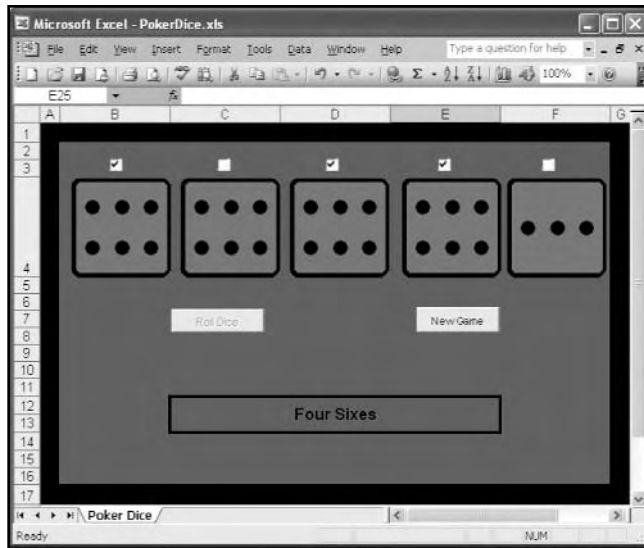 Microsoft Excel - PokerDice.xls
File Edit View Insert Format Tools Data Window Help Type a question for help
Σ 100%
E25 fx
A B C D E F G
1
2
3
4
5
6
7
8
9
10
11
12
13
14
15
16
17
Roll Dice New Game
Four Sixes
Poker Dice
Ready NUM